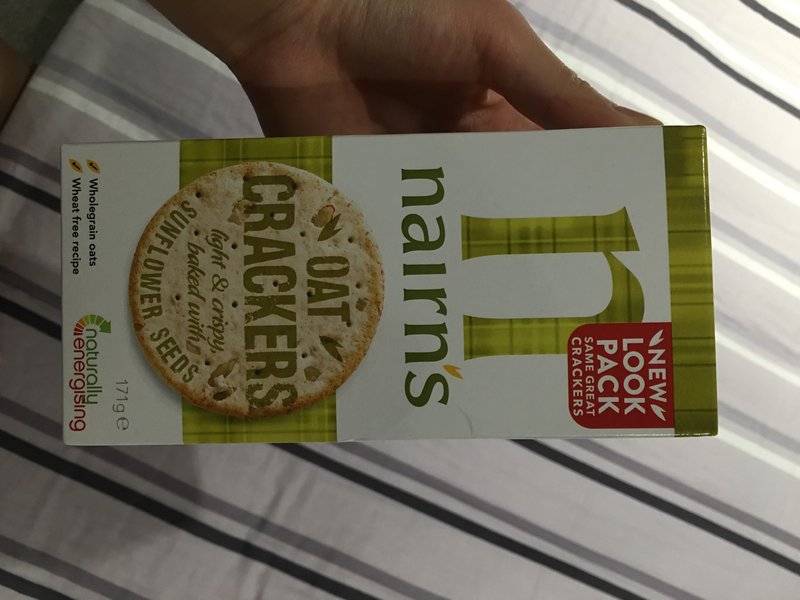 n
NEW
LOOK
PACK
SAME GREAT
CRACKERS
naırn's
OAT
CRACKERS
light & crispy,
baked with
SUNFLOWER SEEDS
171g e
Wholegrain oats
Wheat free recipe
naturally
energising